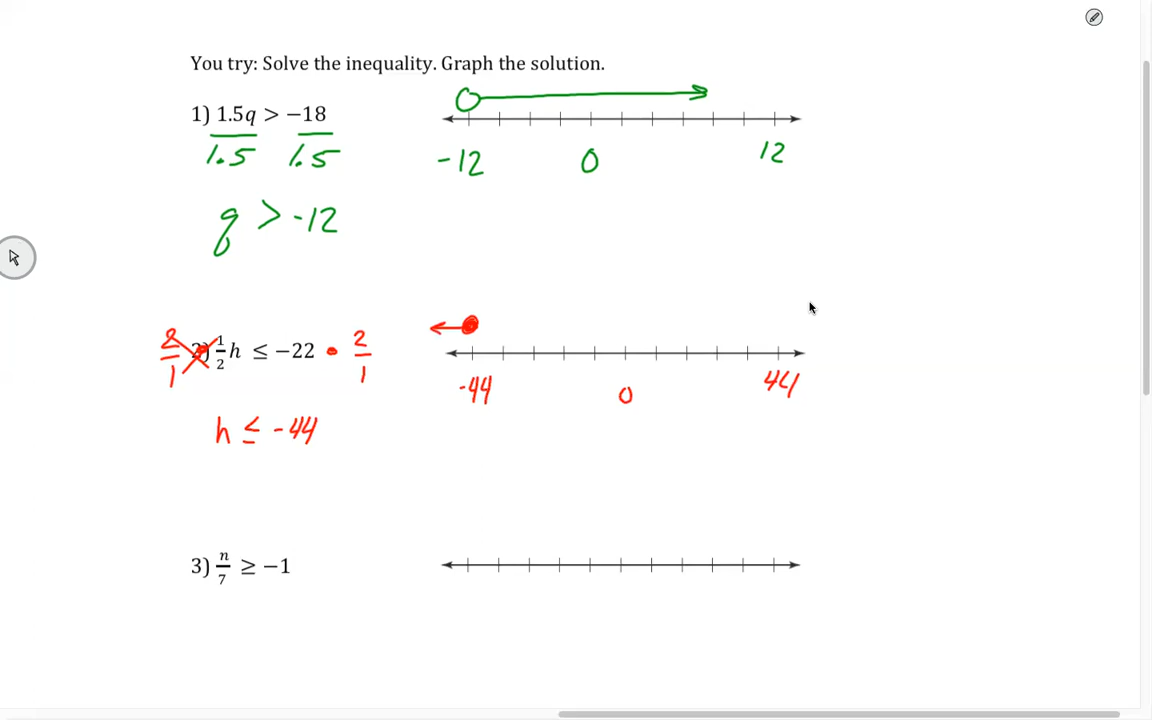 You try: Solve the inequality. Graph the solution.
1) 1.5q > −18
1.5 1.5
-12 0 12
q > -12
2/1 • 2) 1/2 h ≤ −22 • 2/1
-44 0 44
h ≤ -44
3) n/7 ≥ −1